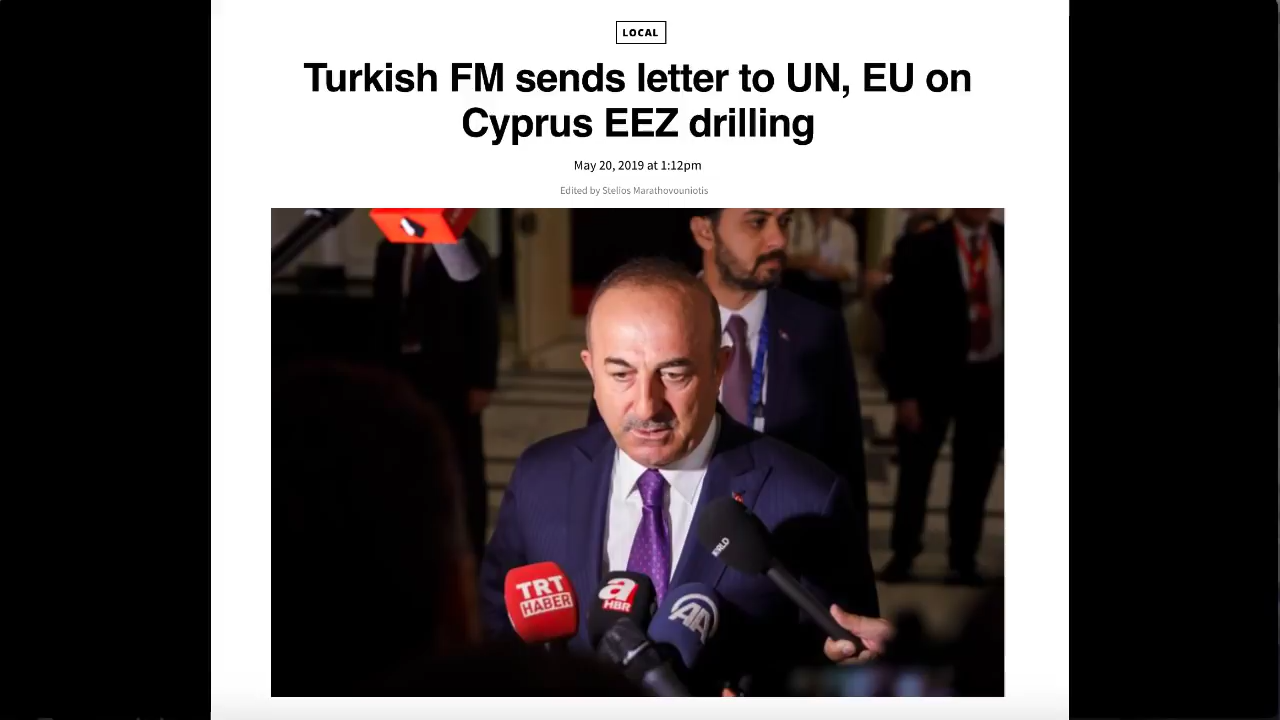 LOCAL
Turkish FM sends letter to UN, EU on
Cyprus EEZ drilling
May 20, 2019 at 1:12pm
Edited by Stelios Marathovouniotis
TRT
HABER
a
HBR
AA